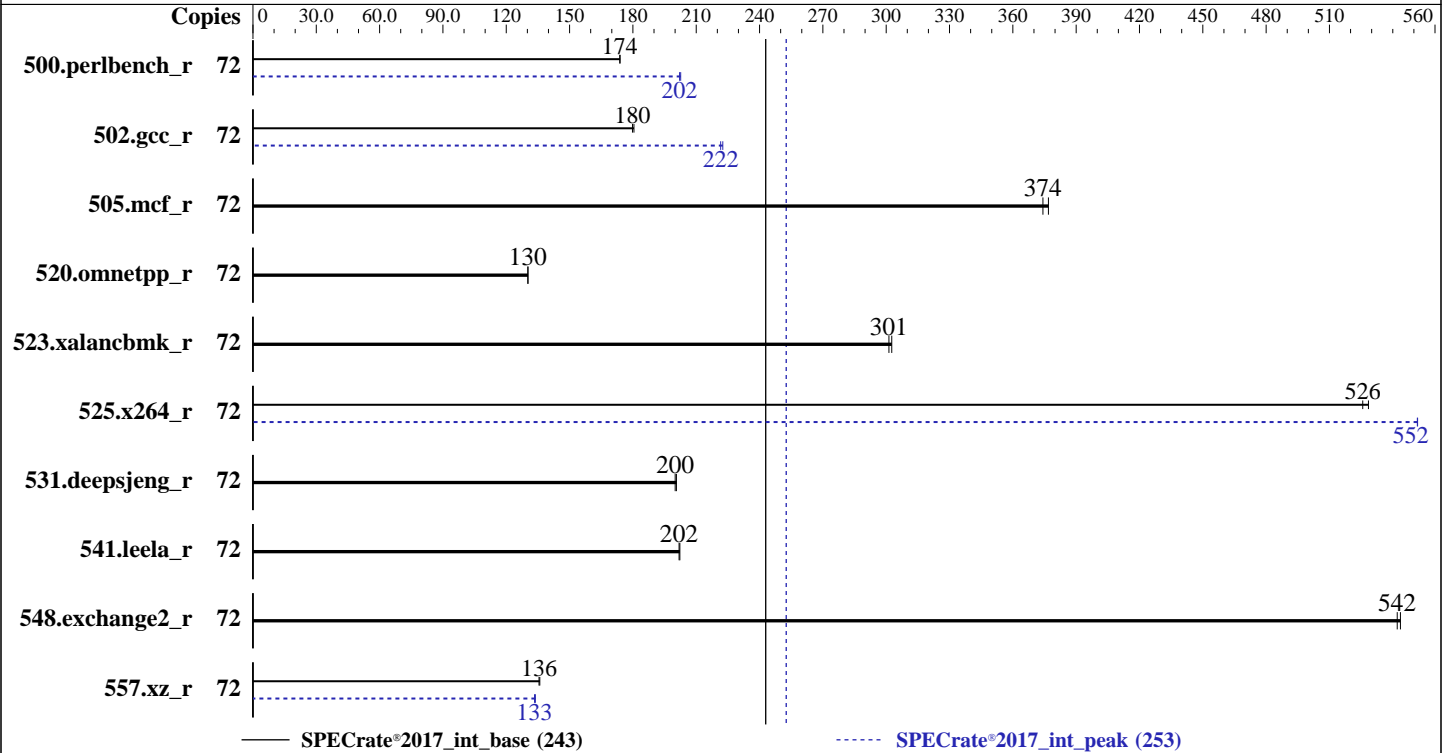 Copies 0 30.0 60.0 90.0 120 150 180 210 240 270 300 330 360 390 420 450 480 510 560
174
500.perlbench_r 72
202
180
502.gcc_r 72
222
374
505.mcf_r 72
130
520.omnetpp_r 72
301
523.xalancbmk_r 72
526
525.x264_r 72
552
200
531.deepsjeng_r 72
202
541.leela_r 72
542
548.exchange2_r 72
136
557.xz_r 72
133
SPECrate®2017_int_base (243) SPECrate®2017_int_peak (253)